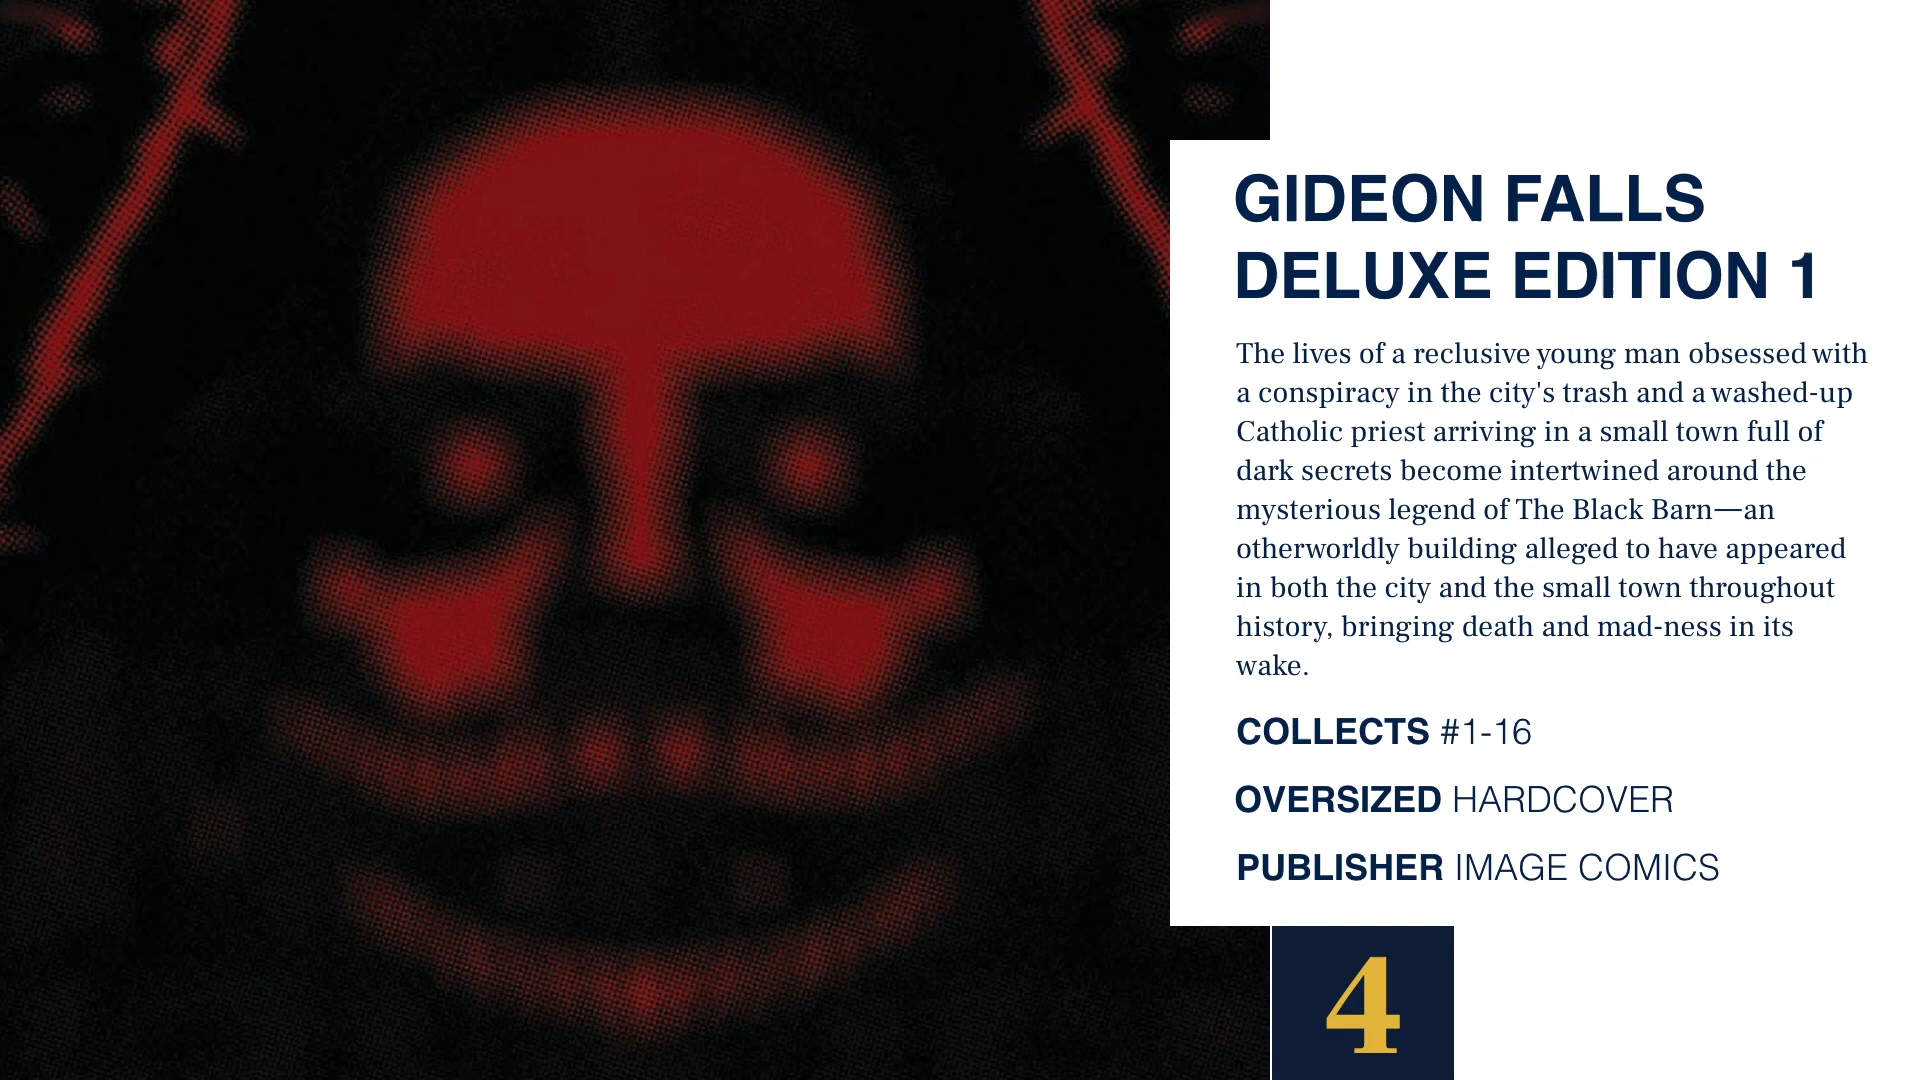 GIDEON FALLS
DELUXE EDITION 1
The lives of a reclusive young man obsessed with
a conspiracy in the city's trash and a washed-up
Catholic priest arriving in a small town full of
dark secrets become intertwined around the
mysterious legend of The Black Barn—an
otherworldly building alleged to have appeared
in both the city and the small town throughout
history, bringing death and mad-ness in its
wake.
COLLECTS #1-16
OVERSIZED HARDCOVER
PUBLISHER IMAGE COMICS
4